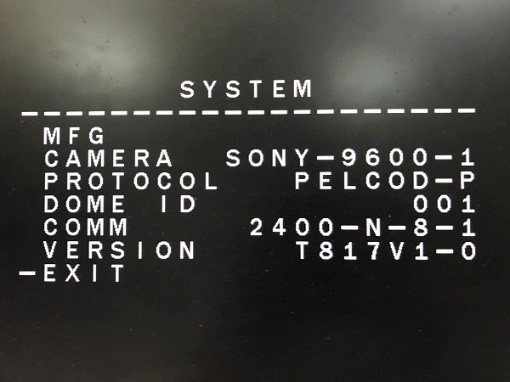 SYSTEM
MFG
CAMERA SONY-9600-1
PROTOCOL PELCOD-P
DOME ID 001
COMM 2400-N-8-1
VERSION T817V1-0
-EXIT